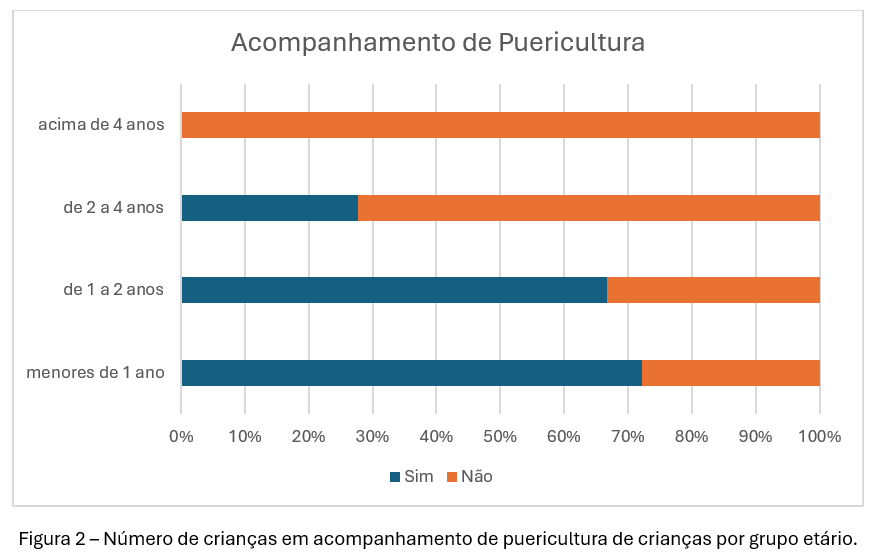 Acompanhamento de Puericultura
acima de 4 anos
de 2 a 4 anos
de 1 a 2 anos
menores de 1 ano
0% 10% 20% 30% 40% 50% 60% 70% 80% 90% 100%
Sim Não
Figura 2 – Número de crianças em acompanhamento de puericultura de crianças por grupo etário.